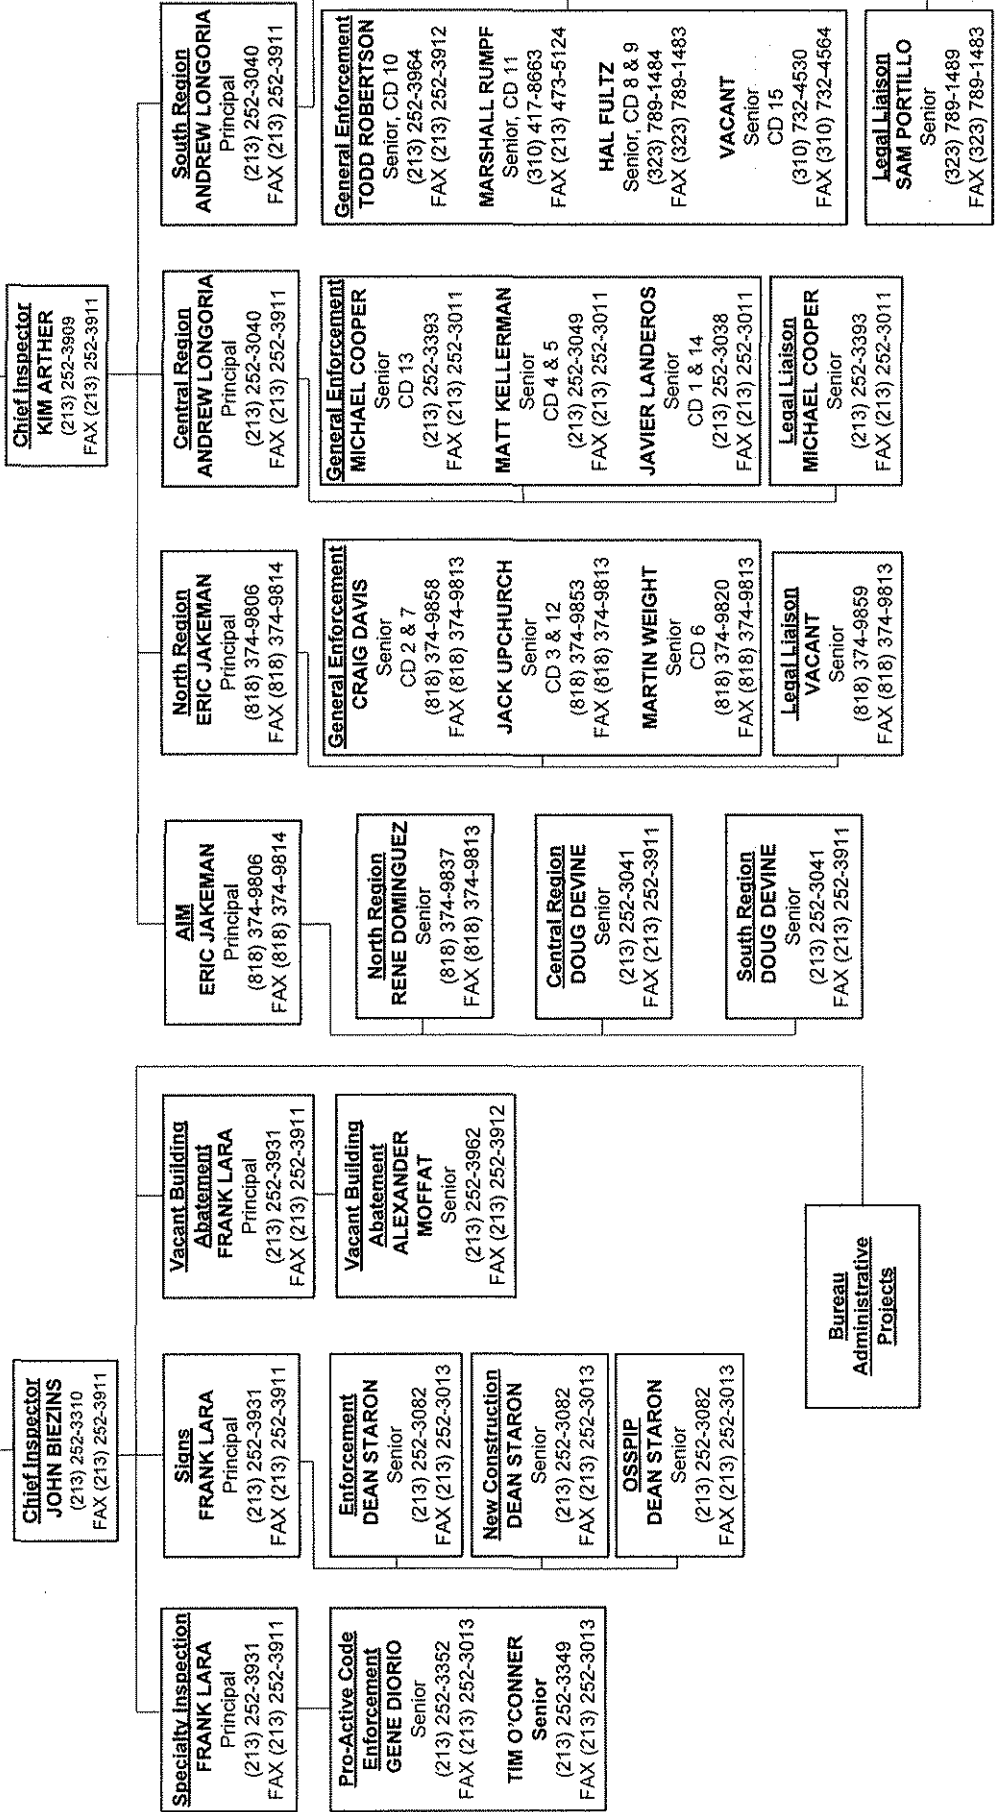 Chief Inspector
JOHN BIEZINS
(213) 252-3310
FAX (213) 252-3911
Specialty Inspection
FRANK LARA
Principal
(213) 252-3931
FAX (213) 252-3911
Pro-Active Code
Enforcement
GENE DIORIO
Senior
(213) 252-3352
FAX (213) 252-3013
TIM O'CONNER
Senior
(213) 252-3349
FAX (213) 252-3013
Signs
FRANK LARA
Principal
(213) 252-3931
FAX (213) 252-3911
Enforcement
DEAN STARON
Senior
(213) 252-3082
FAX (213) 252-3013
New Construction
DEAN STARON
Senior
(213) 252-3082
FAX (213) 252-3013
OSSPIP
DEAN STARON
Senior
(213) 252-3082
FAX (213) 252-3013
Vacant Building
Abatement
FRANK LARA
Principal
(213) 252-3931
FAX (213) 252-3911
Vacant Building
Abatement
ALEXANDER
MOFFAT
Senior
(213) 252-3962
FAX (213) 252-3912
Bureau
Administrative
Projects
Chief Inspector
KIM ARTHER
(213) 252-3909
FAX (213) 252-3911
AIM
ERIC JAKEMAN
Principal
(818) 374-9806
FAX (818) 374-9814
North Region
RENE DOMINGUEZ
Senior
(818) 374-9837
FAX (818) 374-9813
Central Region
DOUG DEVINE
Senior
(213) 252-3041
FAX (213) 252-3911
South Region
DOUG DEVINE
Senior
(213) 252-3041
FAX (213) 252-3911
North Region
ERIC JAKEMAN
Principal
(818) 374-9806
FAX (818) 374-9814
General Enforcement
CRAIG DAVIS
Senior
CD 2 & 7
(818) 374-9858
FAX (818) 374-9813
JACK UPCHURCH
Senior
CD 3 & 12
(818) 374-9853
FAX (818) 374-9813
MARTIN WEIGHT
Senior
CD 6
(818) 374-9820
FAX (818) 374-9813
Legal Liaison
VACANT
Senior
(818) 374-9859
FAX (818) 374-9813
Central Region
ANDREW LONGORIA
Principal
(213) 252-3040
FAX (213) 252-3911
General Enforcement
MICHAEL COOPER
Senior
CD 13
(213) 252-3393
FAX (213) 252-3011
MATT KELLERMAN
Senior
CD 4 & 5
(213) 252-3049
FAX (213) 252-3011
JAVIER LANDEROS
Senior
CD 1 & 14
(213) 252-3038
FAX (213) 252-3011
Legal Liaison
MICHAEL COOPER
Senior
(213) 252-3393
FAX (213) 252-3011
South Region
ANDREW LONGORIA
Principal
(213) 252-3040
FAX (213) 252-3911
General Enforcement
TODD ROBERTSON
Senior, CD 10
(213) 252-3964
FAX (213) 252-3912
MARSHALL RUMPF
Senior, CD 11
(310) 417-8663
FAX (213) 473-5124
HAL FULTZ
Senior, CD 8 & 9
(323) 789-1484
FAX (323) 789-1483
VACANT
Senior
CD 15
(310) 732-4530
FAX (310) 732-4564
Legal Liaison
SAM PORTILLO
Senior
(323) 789-1489
FAX (323) 789-1483